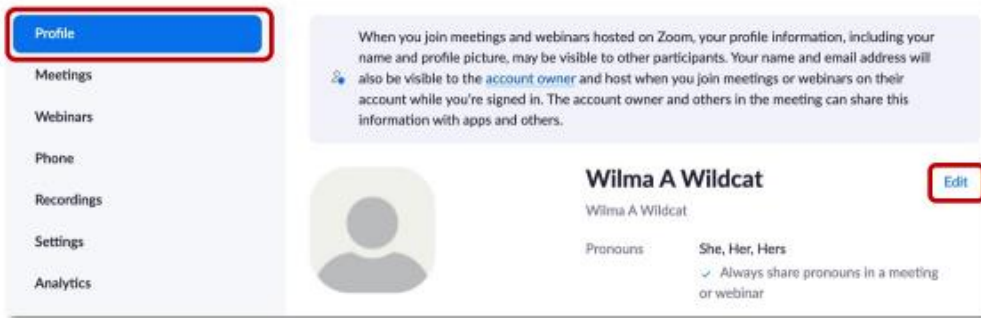 Profile
Meetings
Webinars
Phone
Recordings
Settings
Analytics
When you join meetings and webinars hosted on Zoom, your profile information, including your
name and profile picture, may be visible to other participants. Your name and email address will
also be visible to the account owner and host when you join meetings or webinars on their
account while you're signed in. The account owner and others in the meeting can share this
information with apps and others.
Wilma A Wildcat
Edit
Wilma A Wildcat
Pronouns She, Her, Hers
✓ Always share pronouns in a meeting
or webinar